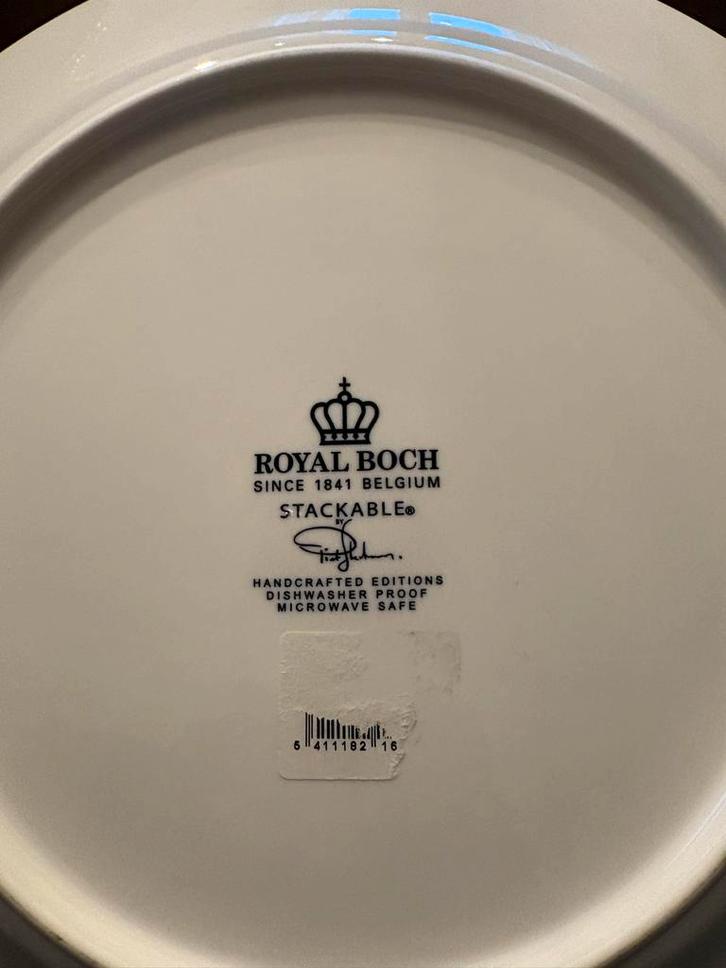 ROYAL BOCH
SINCE 1841 BELGIUM
STACKABLE®
BY
HANDCRAFTED EDITIONS
DISHWASHER PROOF
MICROWAVE SAFE
5 411182 16